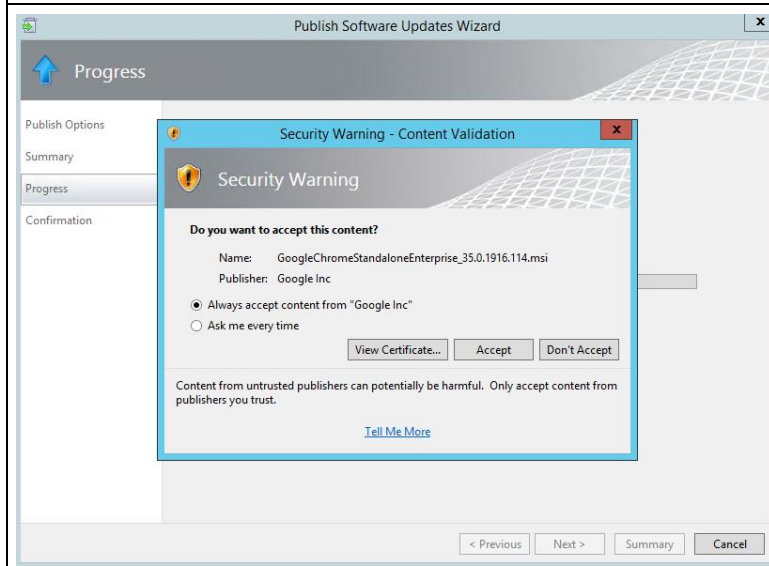 Publish Software Updates Wizard
x
Progress
Publish Options
Summary
Progress
Confirmation
Security Warning - Content Validation
x
Security Warning
Do you want to accept this content?
Name: GoogleChromeStandaloneEnterprise_35.0.1916.114.msi
Publisher: Google Inc
Always accept content from "Google Inc"
Ask me every time
View Certificate... Accept Don't Accept
Content from untrusted publishers can potentially be harmful. Only accept content from
publishers you trust.
Tell Me More
< Previous Next > Summary Cancel